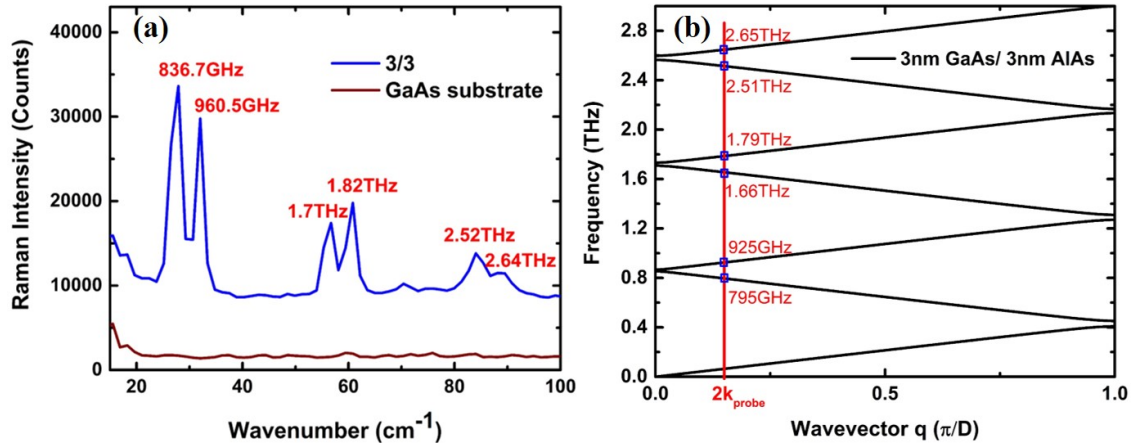 (a)
40000
30000
20000
10000
0
Raman Intensity (Counts)
836.7GHz
960.5GHz
3/3
GaAs substrate
1.7THz
1.82THz
2.52THz
2.64THz
20
40
60
80
100
Wavenumber (cm⁻¹)
(b)
2.8
2.4
2.0
1.6
1.2
0.8
0.4
0.0
Frequency (THz)
2.65THz
3nm GaAs/ 3nm AlAs
2.51THz
1.79THz
1.66THz
925GHz
795GHz
0.0
0.5
1.0
2kprobe
Wavevector q (π/D)